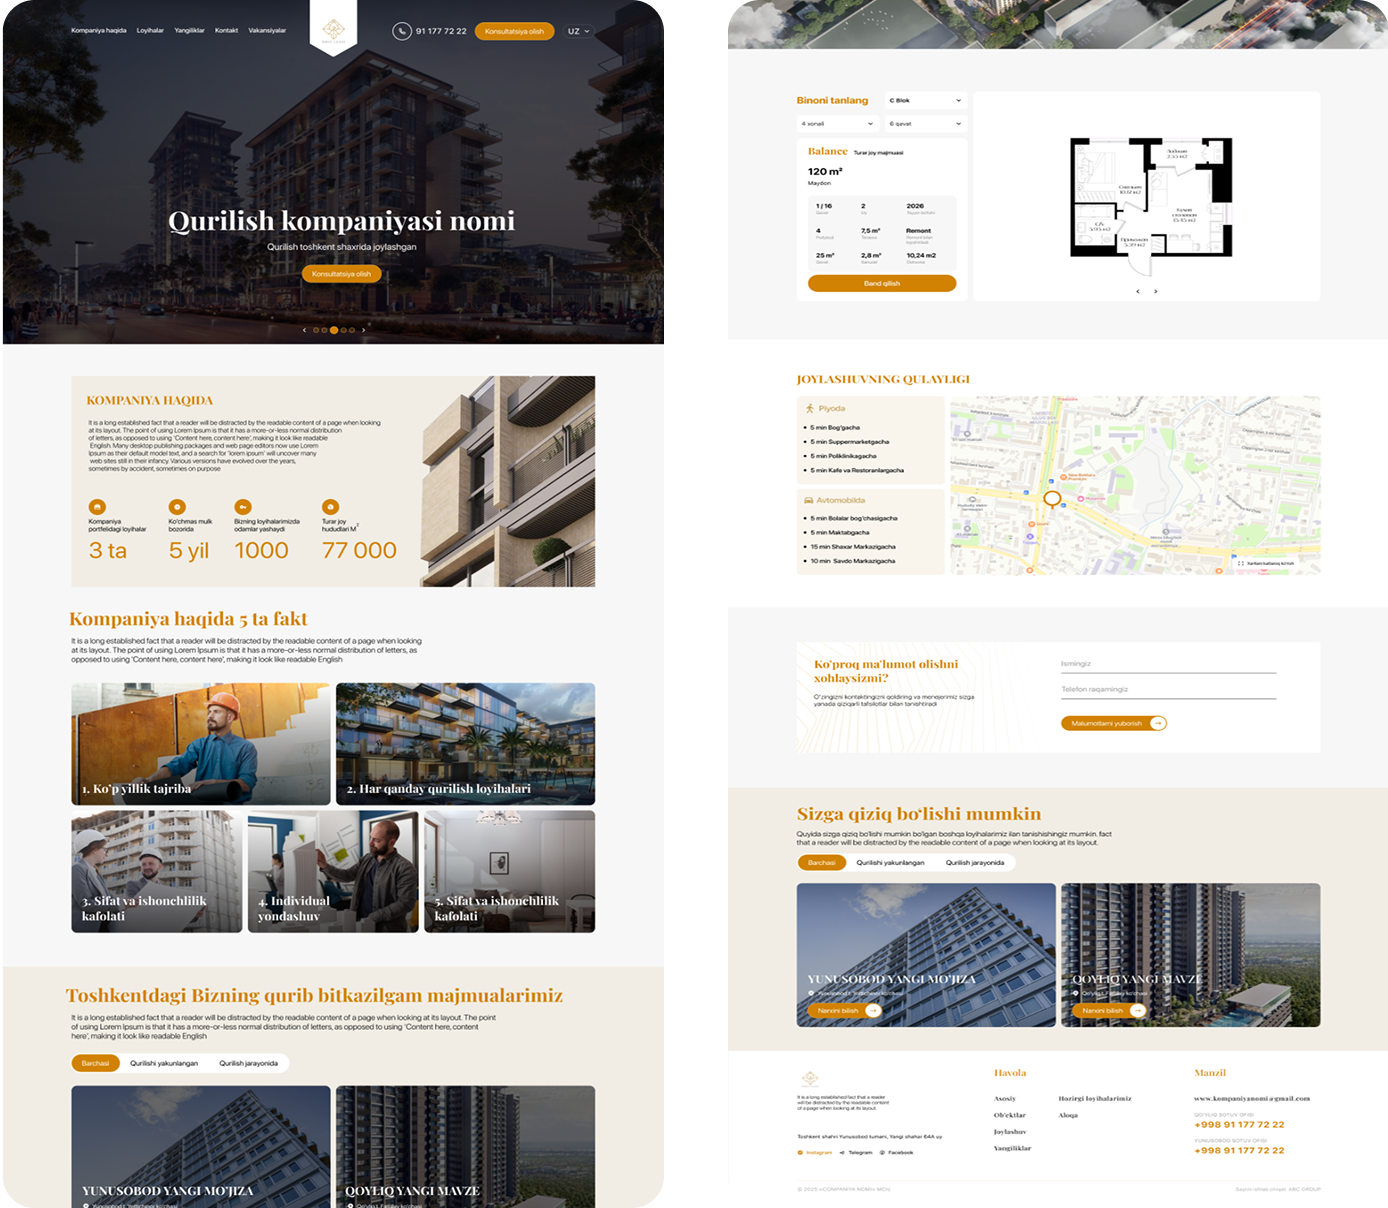 Kompaniya haqida
Loyihalar
Yangiliklar
Kontakt
Vakansiyalar
91 177 72 22
Konsultatsiya olish
UZ
Qurilish kompaniyasi nomi
Qurilish toshkent shaxrida joylashgan
Konsultatsiya olish
KOMPANIYA HAQIDA
It is a long established fact that a reader will be distracted by the readable content of a page when looking
at its layout. The point of using Lorem Ipsum is that it has a more-or-less normal distribution
of letters, as opposed to using 'Content here, content here', making it look like readable
English. Many desktop publishing packages and web page editors now use Lorem
Ipsum as their default model text, and a search for 'lorem ipsum' will uncover many
web sites still in their infancy. Various versions have evolved over the years,
sometimes by accident, sometimes on purpose
Kompaniya
portfelidagi loyihalar
3 ta
Ko'chmas mulk
bozorida
5 yil
Bizning loyihalarimizda
odamlar yashaydi
1000
Turar joy
hududlari M²
77 000
Kompaniya haqida 5 ta fakt
It is a long established fact that a reader will be distracted by the readable content of a page when looking
at its layout. The point of using Lorem Ipsum is that it has a more-or-less normal distribution of letters, as
opposed to using 'Content here, content here', making it look like readable English
1. Ko'p yillik tajriba
2. Har qanday qurilish loyihalari
3. Sifat va ishonchlilik
kafolati
4. Individual
yondashuv
5. Sifat va ishonchlilik
kafolati
Toshkentdagi Bizning qurib bitkazilgam majmualarimiz
It is a long established fact that a reader will be distracted by the readable content of a page when looking at its layout. The point
of using Lorem Ipsum is that it has a more-or-less normal distribution of letters, as opposed to using 'Content here, content
here', making it look like readable English
Barchasi
Qurilishi yakunlangan
Qurilish jarayonida
YUNUSOBOD YANGI MO'JIZA
QOYLIQ YANGI MAVZE
Binoni tanlang
C Blok
4 xonali
6 qavat
Balance
Turar joy majmuasi
120 m²
Maydon
1 / 16
2
2026
4
7,5 m²
Remont
25 m²
2,8 m²
10,24 m2
Band qilish
JOYLASHUVNING QULAYLIGI
Piyoda
5 min Bog'gacha
5 min Suppermarketgacha
5 min Poliklinikagacha
5 min Kafe va Restoranlargacha
Avtomobilda
5 min Bolalar bog'chasigacha
5 min Maktabgacha
15 min Shaxar Markazigacha
10 min Savdo Markazigacha
Ko'proq ma'lumot olishni
xohlaysizmi?
O'zingizni kontaktingizni qoldiring va menejerimiz sizga
yanada qiziqarli tafsilotlar bilan tanishtiradi
Ismingiz
Telefon raqamingiz
Malumotlarni yuborish
Sizga qiziq bo'lishi mumkin
Quyida sizga qiziq bo'lishi mumkin bo'lgan boshqa loyihalarimiz ilan tanishishingiz mumkin. fact
that a reader will be distracted by the readable content of a page when looking at its layout.
Barchasi
Qurilishi yakunlangan
Qurilish jarayonida
YUNUSOBOD YANGI MO'JIZA
Narxini bilish
QOYLIQ YANGI MAVZE
Narxini bilish
It is a long established fact that a reader
will be distracted by the readable content
of a page when looking at its layout.
Toshkent shahri Yunusobod tumani, Yangi shahar 64A uy
Instagram
Telegram
Facebook
Havola
Asosiy
Ob'ektlar
Joylashuv
Yangiliklar
Hozirgi loyihalarimiz
Aloqa
Manzil
www.kompaniyanomi@gmail.com
QO'YLIQ SOTUV OFISI
+998 91 177 72 22
YUNUSOBOD SOTUV OFISI
+998 91 177 72 22
© 2025 «COMPANIYA NOMI» MChj
Saytni ishlab chiqdi: ABC GROUP